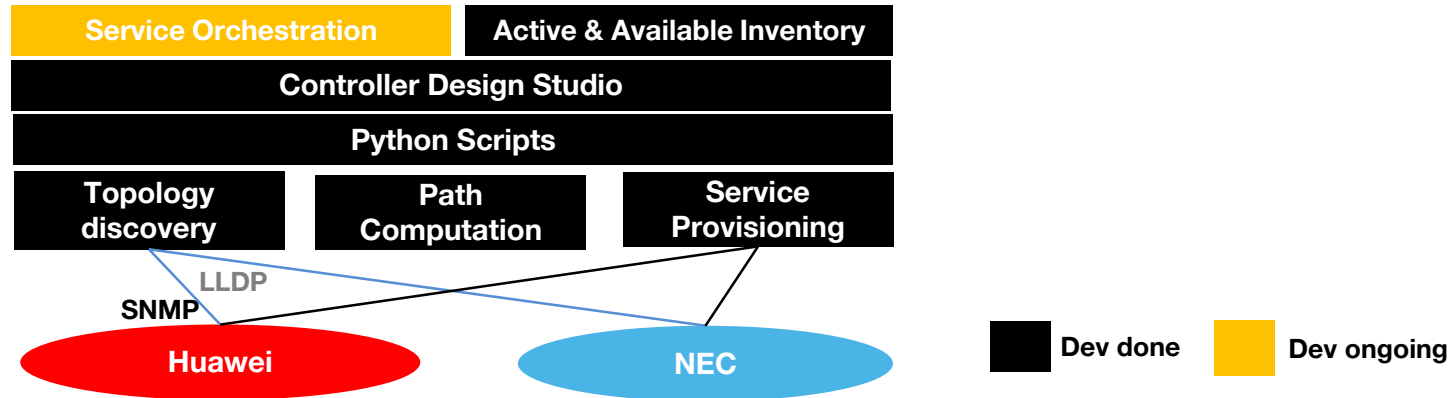 Service Orchestration
Active & Available Inventory
Controller Design Studio
Python Scripts
Topology
discovery
Path
Computation
Service
Provisioning
LLDP
SNMP
Huawei
NEC
Dev done
Dev ongoing